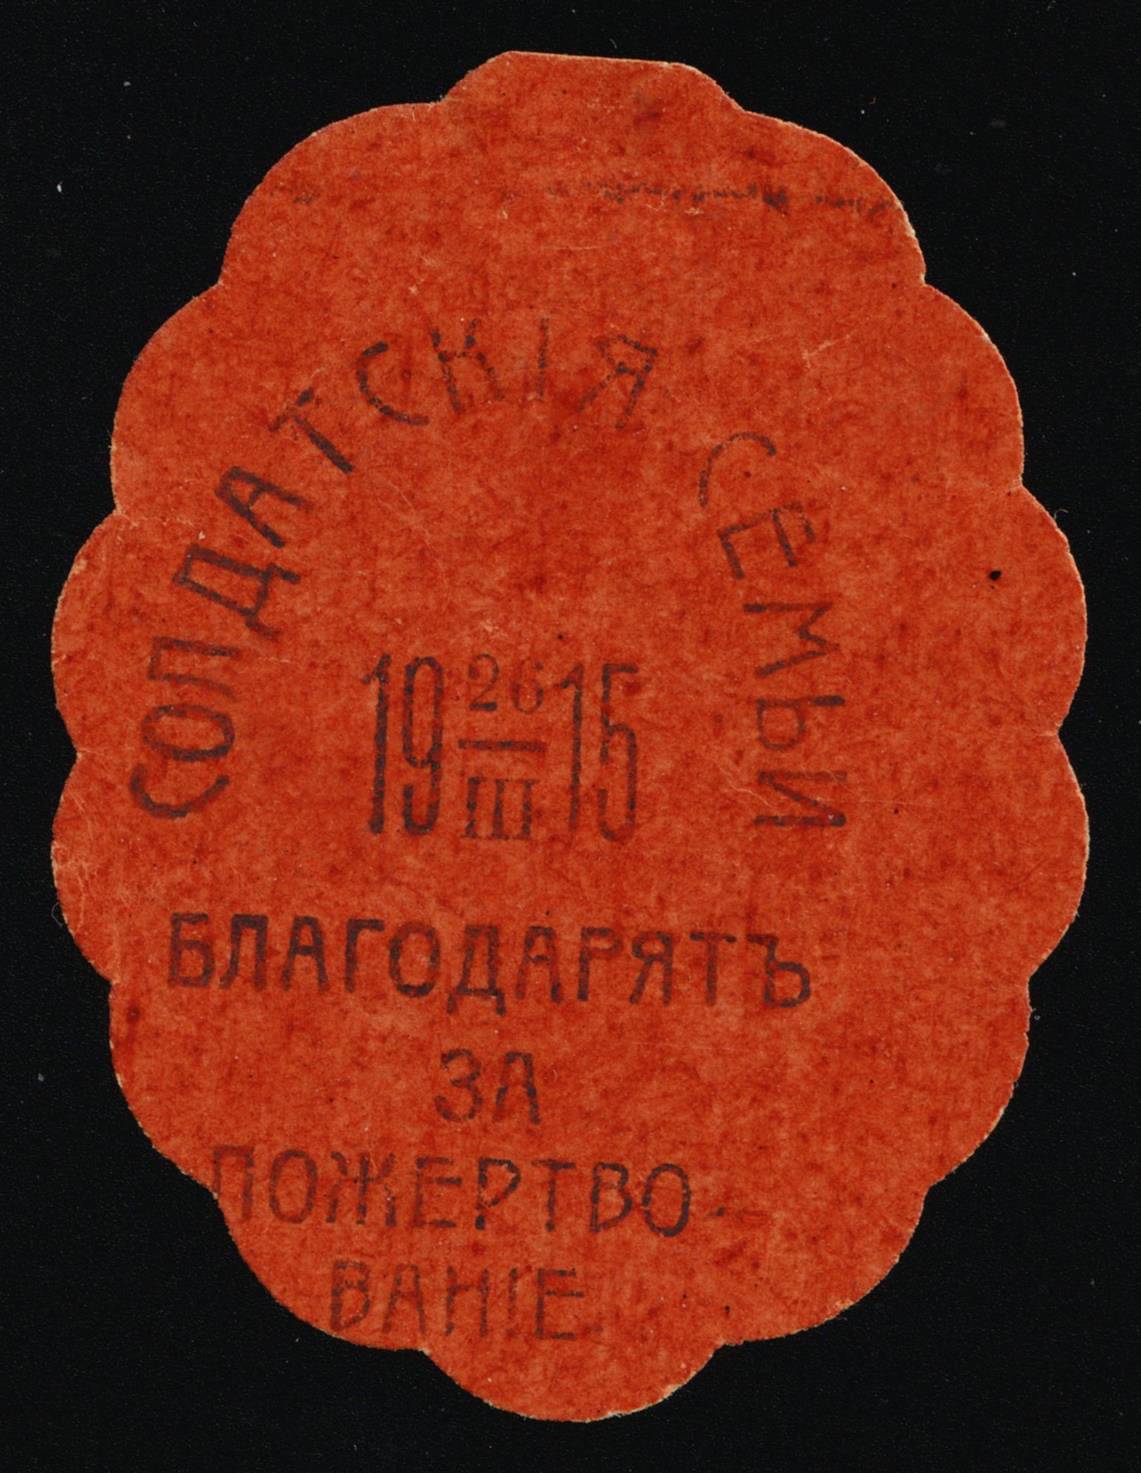 СОЛДАТСКІЯ СЕМЬИ
19 26/III 15
БЛАГОДАРЯТЪ
ЗА
ПОЖЕРТВО-
ВАНІЕ.